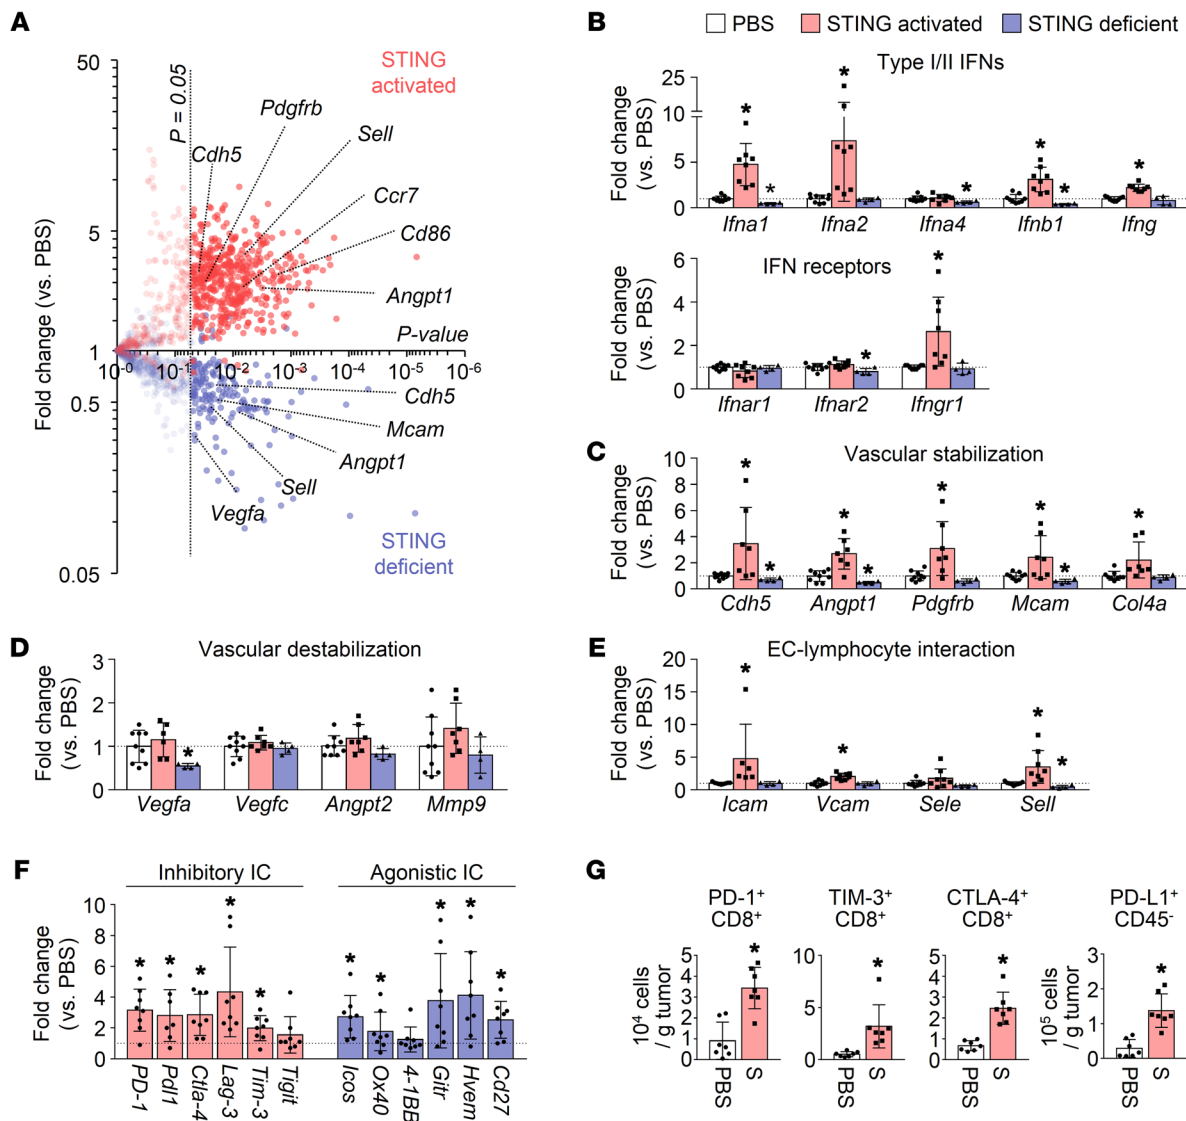 A
50
5
1
0.5
0.05
Fold change (vs. PBS)
P = 0.05
STING
activated
Pdgfrb
Sell
Cdh5
Ccr7
Cd86
Angpt1
P-value
10-0
10-1
10-2
10-3
10-4
10-5
10-6
Cdh5
Mcam
Angpt1
Sell
Vegfa
STING
deficient
B
PBS
STING activated
STING deficient
Type I/II IFNs
Fold change
(vs. PBS)
25
10
5
0
* * * * * * *
Ifna1 Ifna2 Ifna4 Ifnb1 Ifng
IFN receptors
Fold change
(vs. PBS)
6
4
2
0
* *
Ifnar1 Ifnar2 Ifngr1
C
Vascular stabilization
Fold change
(vs. PBS)
10
8
6
4
2
0
* * * * * * * *
Cdh5 Angpt1 Pdgfrb Mcam Col4a
D
Vascular destabilization
Fold change
(vs. PBS)
3
2
1
0
*
Vegfa Vegfc Angpt2 Mmp9
E
EC-lymphocyte interaction
Fold change
(vs. PBS)
20
15
10
5
0
* * * *
Icam Vcam Sele Sell
F
Inhibitory IC
Agonistic IC
Fold change
(vs. PBS)
10
8
6
4
2
0
* * * * * * * * * *
PD-1 Pdl1 Ctla-4 Lag-3 Tim-3 Tigit
Icos Ox40 4-1BB Gitr Hvem Cd27
G
PD-1+
CD8+
10⁴ cells
/ g tumor
5
4
3
2
1
0
*
PBS S
TIM-3+
CD8+
10
5
0
*
PBS S
CTLA-4+
CD8+
5
4
3
2
1
0
*
PBS S
PD-L1+
CD45-
10⁵ cells
/ g tumor
3
2
1
0
*
PBS S